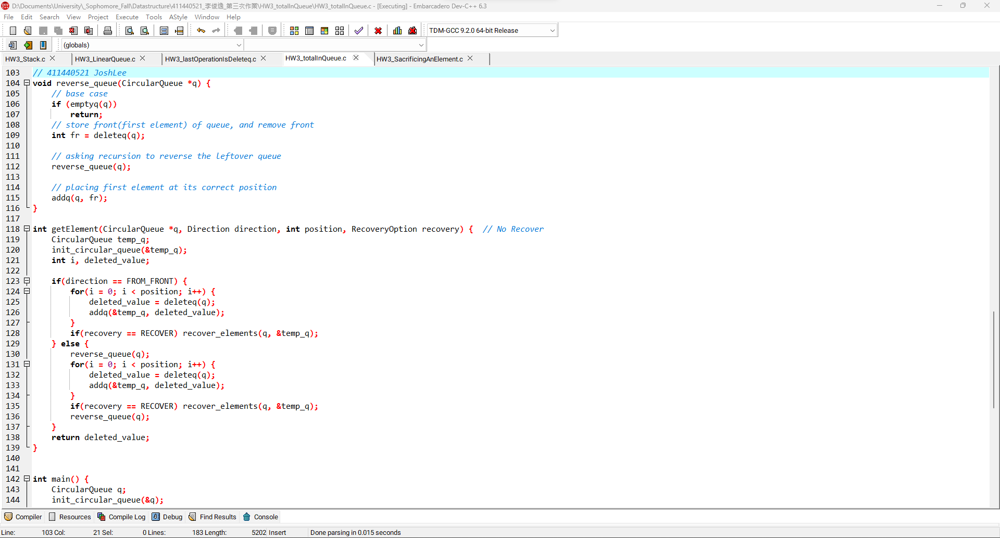 D:\Documents\University\_Sophomore_Fall\Datastructure\411440521_李俊逸_第三次作業\HW3_totalInQueue\HW3_totalInQueue.c - [Executing] - Embarcadero Dev-C++ 6.3
File Edit Search View Project Execute Tools AStyle Window Help
TDM-GCC 9.2.0 64-bit Release
(globals)
HW3_Stack.c HW3_LinearQueue.c HW3_lastOperationIsDeleteq.c HW3_totalInQueue.c HW3_SacrificingAnElement.c
103 // 411440521 JoshLee
104 void reverse_queue(CircularQueue *q) {
105 // base case
106 if (emptyq(q))
107 return;
108 // store front(first element) of queue, and remove front
109 int fr = deleteq(q);
110
111 // asking recursion to reverse the leftover queue
112 reverse_queue(q);
113
114 // placing first element at its correct position
115 addq(q, fr);
116 }
117
118 int getElement(CircularQueue *q, Direction direction, int position, RecoveryOption recovery) { // No Recover
119 CircularQueue temp_q;
120 init_circular_queue(&temp_q);
121 int i, deleted_value;
122
123 if(direction == FROM_FRONT) {
124 for(i = 0; i < position; i++) {
125 deleted_value = deleteq(q);
126 addq(&temp_q, deleted_value);
127 }
128 if(recovery == RECOVER) recover_elements(q, &temp_q);
129 } else {
130 reverse_queue(q);
131 for(i = 0; i < position; i++) {
132 deleted_value = deleteq(q);
133 addq(&temp_q, deleted_value);
134 }
135 if(recovery == RECOVER) recover_elements(q, &temp_q);
136 reverse_queue(q);
137 }
138 return deleted_value;
139 }
140
141
142 int main() {
143 CircularQueue q;
144 init_circular_queue(&q);
Compiler Resources Compile Log Debug Find Results Console
Line: 103 Col: 21 Sel: 0 Lines: 183 Length: 5202 Insert Done parsing in 0.015 seconds